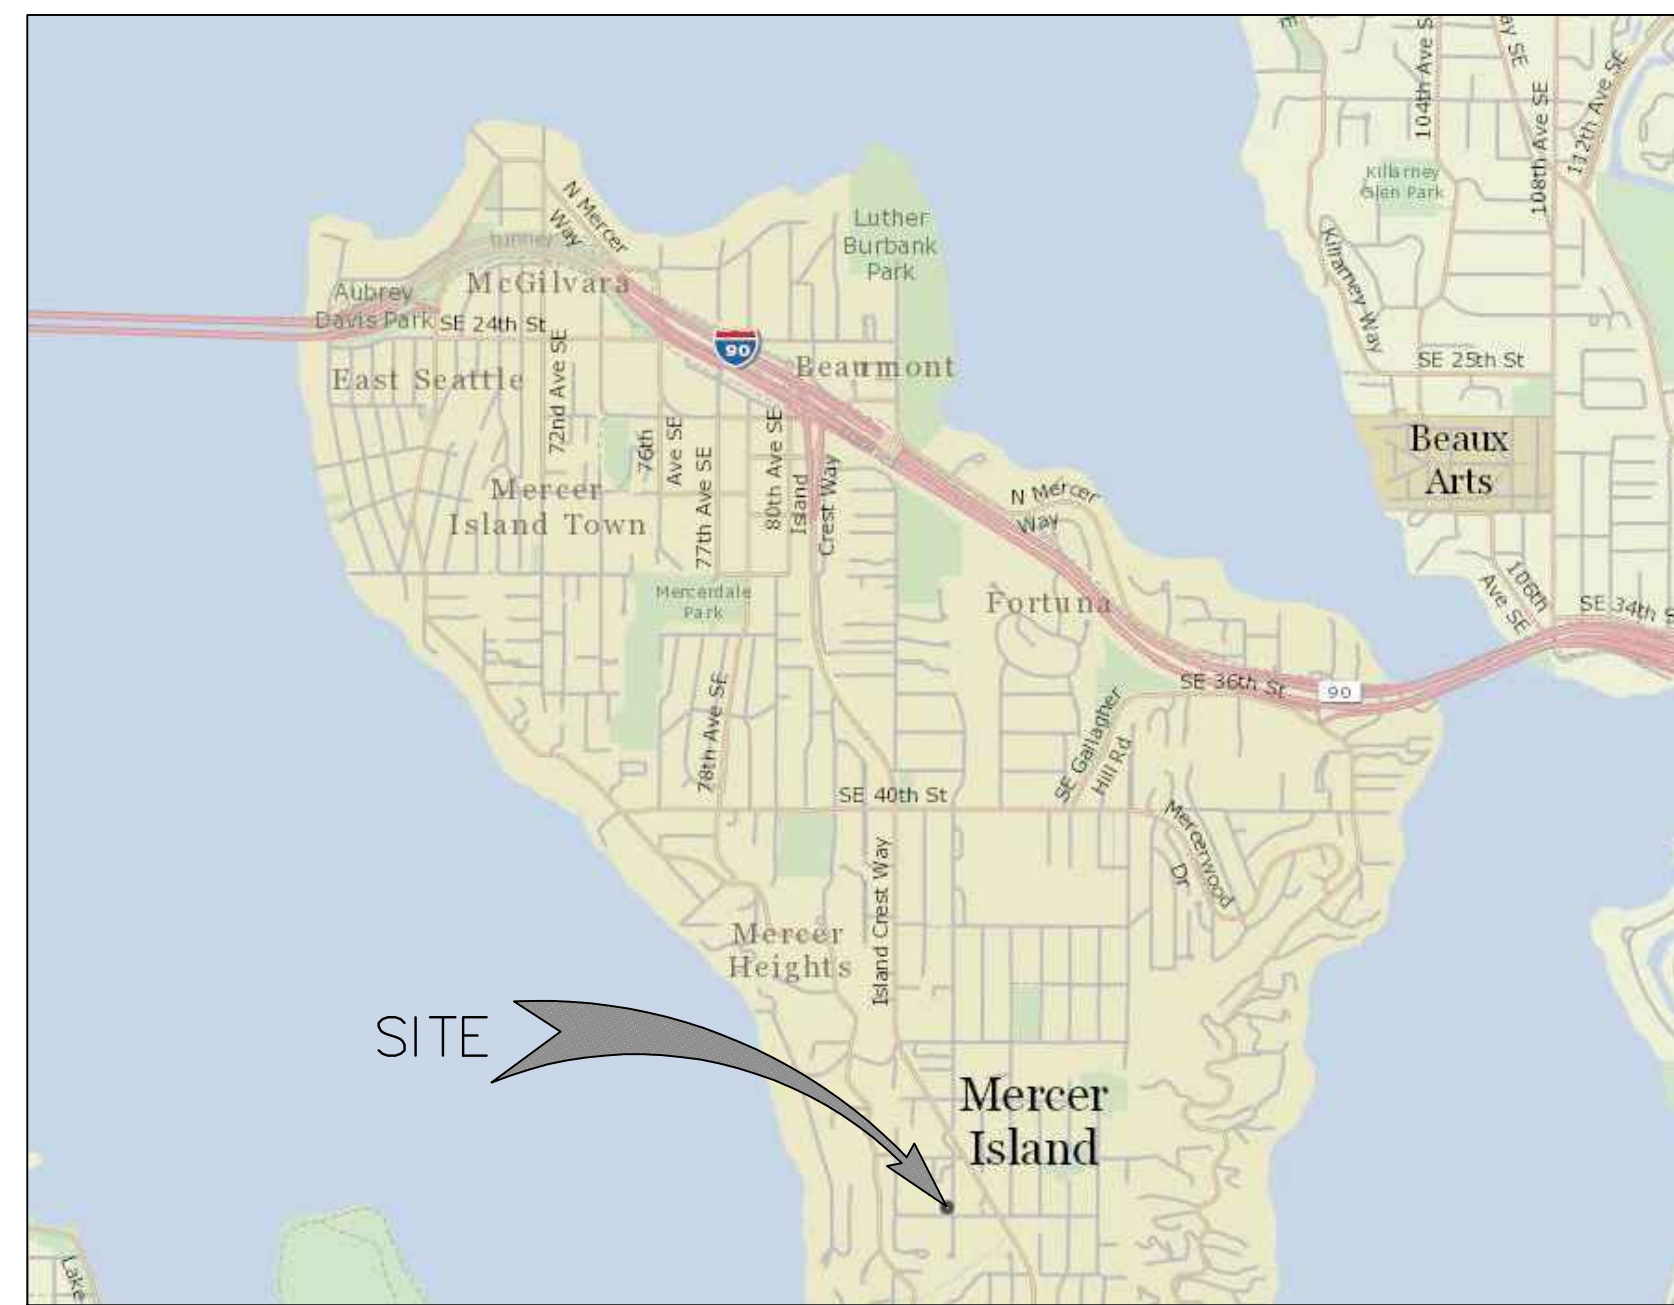 104th Ave S
ay SE
108th Ave SE
112th Ave SE
Killarney
Glen Park
Killarney Way
SE 25th St
Beaux
Arts
106th
Ave SE
SE 34th S
N Mercer
Way
tunnel
McGilvara
Luther
Burbank
Park
Aubrey
Davis Park
SE 24th St
90
Beaumont
East Seattle
72nd Ave SE
76th
Ave SE
77th Ave SE
80th Ave SE
Island
Crest Way
Mercer
Island Town
N Mercer
Way
Mercerdale
Park
Fortuna
SE 36th St
90
SE Gallagher
Hill Rd
78th Ave SE
SE 40th St
Mercerwood
Dr
Island Crest Way
Mercer
Heights
SITE
Mercer
Island
Lake